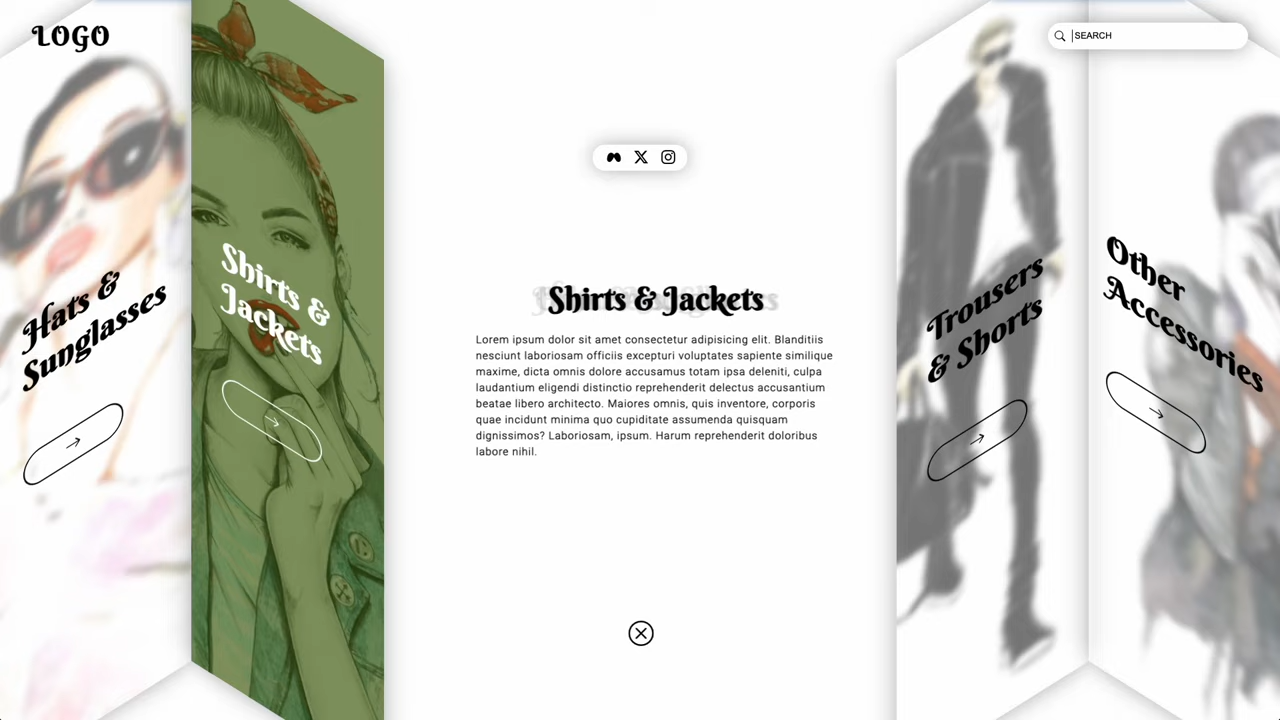 LOGO
SEARCH
Hats &
Sunglasses
Shirts &
Jackets
Shirts & Jackets
Lorem ipsum dolor sit amet consectetur adipisicing elit. Blanditiis
nesciunt laboriosam officiis excepturi voluptates sapiente similique
maxime, dicta omnis dolore accusamus totam ipsa deleniti, culpa
laudantium eligendi distinctio reprehenderit delectus accusantium
beatae libero architecto. Maiores omnis, quis inventore, corporis
quae incidunt minima quo cupiditate assumenda quisquam
dignissimos? Laboriosam, ipsum. Harum reprehenderit doloribus
labore nihil.
Trousers
& Shorts
Other
Accessories